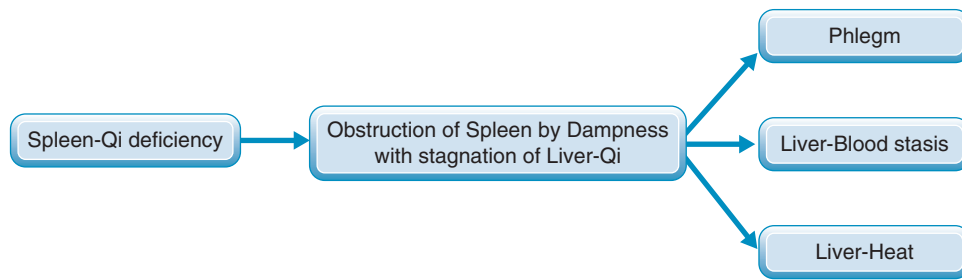 Spleen-Qi deficiency
Obstruction of Spleen by Dampness
with stagnation of Liver-Qi
Phlegm
Liver-Blood stasis
Liver-Heat